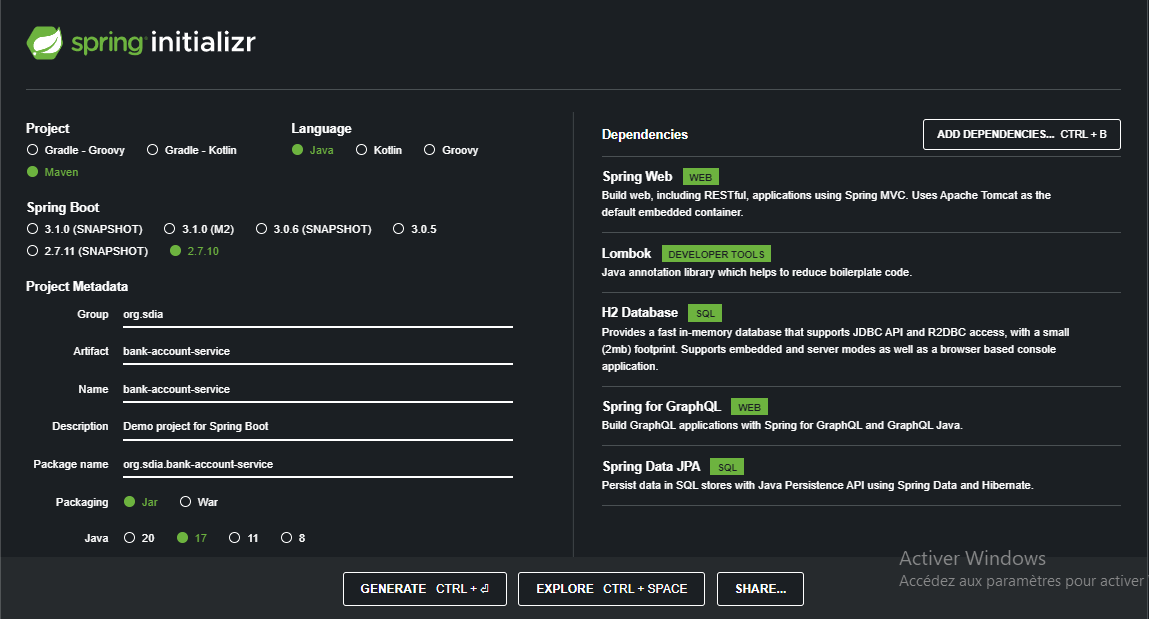 spring initializr
Project
Gradle - Groovy Gradle - Kotlin
Maven
Language
Java Kotlin Groovy
Spring Boot
3.1.0 (SNAPSHOT) 3.1.0 (M2) 3.0.6 (SNAPSHOT) 3.0.5
2.7.11 (SNAPSHOT) 2.7.10
Project Metadata
Group org.sdia
Artifact bank-account-service
Name bank-account-service
Description Demo project for Spring Boot
Package name org.sdia.bank-account-service
Packaging Jar War
Java 20 17 11 8
Dependencies ADD DEPENDENCIES... CTRL + B
Spring Web WEB
Build web, including RESTful, applications using Spring MVC. Uses Apache Tomcat as the
default embedded container.
Lombok DEVELOPER TOOLS
Java annotation library which helps to reduce boilerplate code.
H2 Database SQL
Provides a fast in-memory database that supports JDBC API and R2DBC access, with a small
(2mb) footprint. Supports embedded and server modes as well as a browser based console
application.
Spring for GraphQL WEB
Build GraphQL applications with Spring for GraphQL and GraphQL Java.
Spring Data JPA SQL
Persist data in SQL stores with Java Persistence API using Spring Data and Hibernate.
GENERATE CTRL + ⏎ EXPLORE CTRL + SPACE SHARE...
Activer Windows
Accédez aux paramètres pour activer